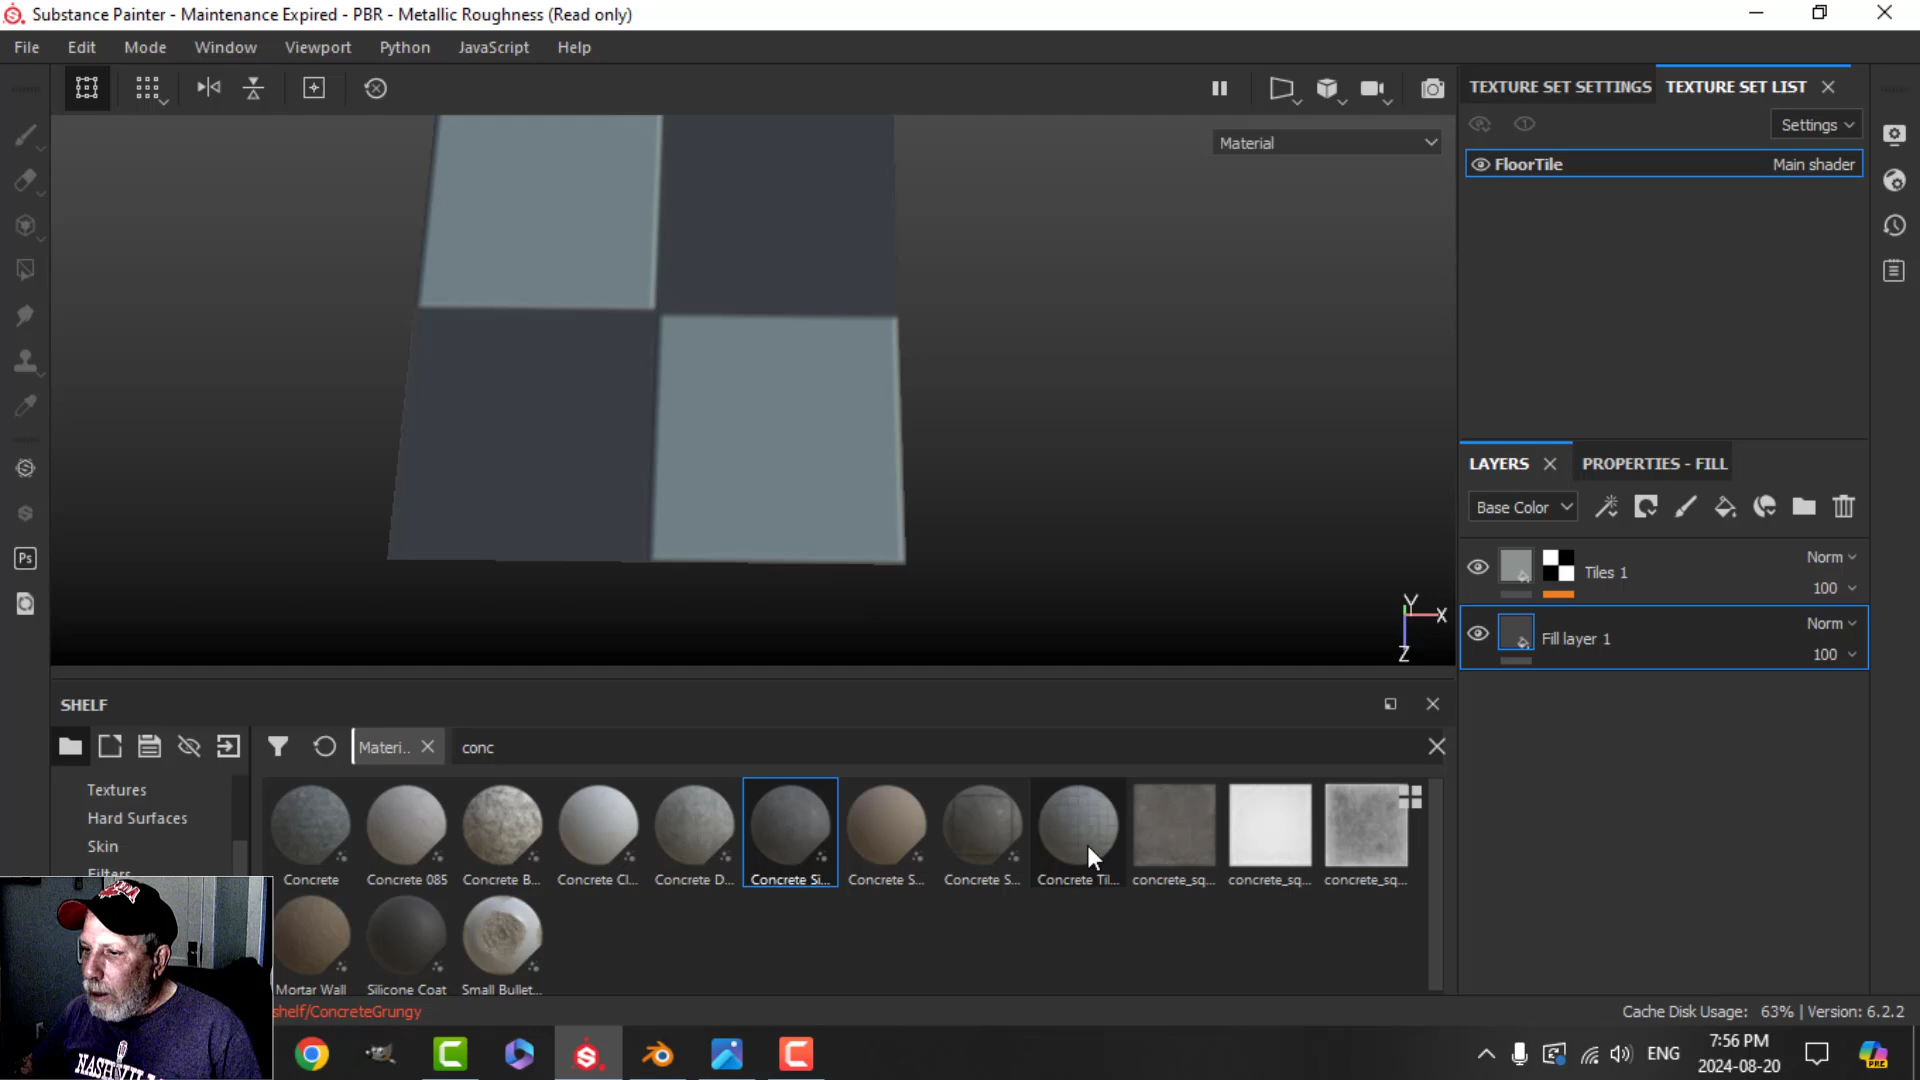 Substance Painter - Maintenance Expired - PBR - Metallic Roughness (Read only)
File Edit Mode Window Viewport Python JavaScript Help
TEXTURE SET SETTINGS TEXTURE SET LIST
Settings
Material
FloorTile Main shader
Y
X
Z
LAYERS PROPERTIES - FILL
Base Color
Tiles 1 Norm
100
Fill layer 1 Norm
100
Ps
SHELF
Materi.. conc
Textures
Hard Surfaces
Skin
Filters
Concrete Concrete 085 Concrete B... Concrete Cl... Concrete D... Concrete Si... Concrete S... Concrete S... Concrete Til... concrete_sq... concrete_sq... concrete_sq...
Mortar Wall Silicone Coat Small Bullet...
shelf/ConcreteGrungy
Cache Disk Usage: 63% | Version: 6.2.2
NASHVILLE
ENG
7:56 PM
2024-08-20
PRE